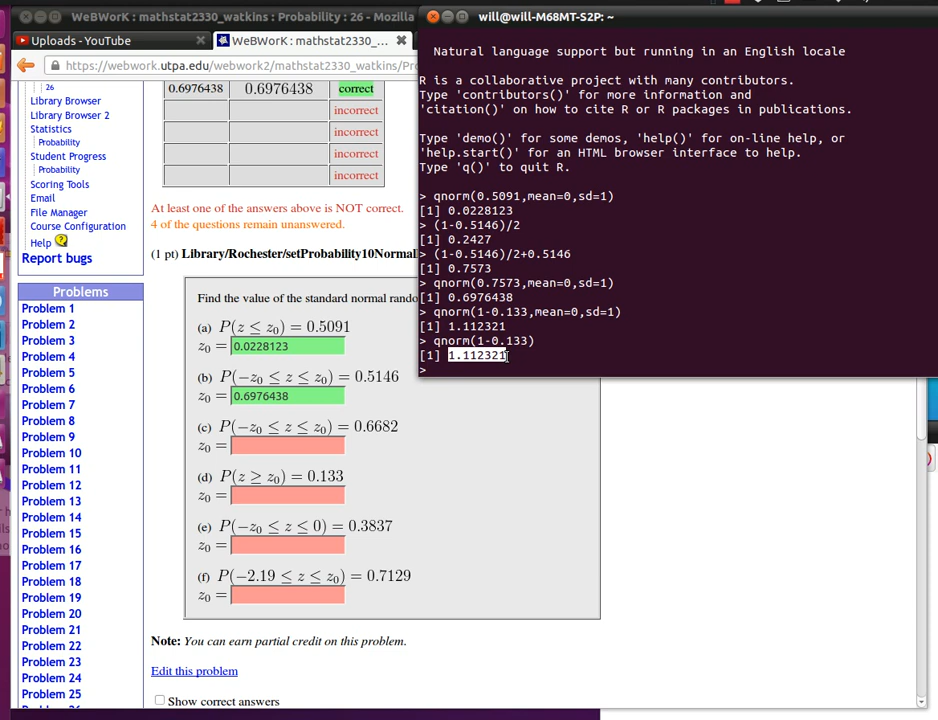 WeBWorK : mathstat2330_watkins : Probability : 26 - Mozilla
Uploads - YouTube
WeBWorK : mathstat2330_...
https://webwork.utpa.edu/webwork2/mathstat2330_watkins/Pro
26
Library Browser
Library Browser 2
Statistics
Probability
Student Progress
Probability
Scoring Tools
Email
File Manager
Course Configuration
Help
Report bugs
Problems
Problem 1
Problem 2
Problem 3
Problem 4
Problem 5
Problem 6
Problem 7
Problem 8
Problem 9
Problem 10
Problem 11
Problem 12
Problem 13
Problem 14
Problem 15
Problem 16
Problem 17
Problem 18
Problem 19
Problem 20
Problem 21
Problem 22
Problem 23
Problem 24
Problem 25
0.6976438 0.6976438 correct
incorrect
incorrect
incorrect
incorrect
At least one of the answers above is NOT correct.
4 of the questions remain unanswered.
(1 pt) Library/Rochester/setProbability10Normal
Find the value of the standard normal rando
(a) P(z ≤ z₀) = 0.5091
z₀ = 0.0228123
(b) P(−z₀ ≤ z ≤ z₀) = 0.5146
z₀ = 0.6976438
(c) P(−z₀ ≤ z ≤ z₀) = 0.6682
z₀ =
(d) P(z ≥ z₀) = 0.133
z₀ =
(e) P(−z₀ ≤ z ≤ 0) = 0.3837
z₀ =
(f) P(−2.19 ≤ z ≤ z₀) = 0.7129
z₀ =
Note: You can earn partial credit on this problem.
Edit this problem
Show correct answers
will@will-M68MT-S2P: ~
Natural language support but running in an English locale
R is a collaborative project with many contributors.
Type 'contributors()' for more information and
'citation()' on how to cite R or R packages in publications.
Type 'demo()' for some demos, 'help()' for on-line help, or
'help.start()' for an HTML browser interface to help.
Type 'q()' to quit R.
> qnorm(0.5091,mean=0,sd=1)
[1] 0.0228123
> (1-0.5146)/2
[1] 0.2427
> (1-0.5146)/2+0.5146
[1] 0.7573
> qnorm(0.7573,mean=0,sd=1)
[1] 0.6976438
> qnorm(1-0.133,mean=0,sd=1)
[1] 1.112321
> qnorm(1-0.133)
[1] 1.112321
>